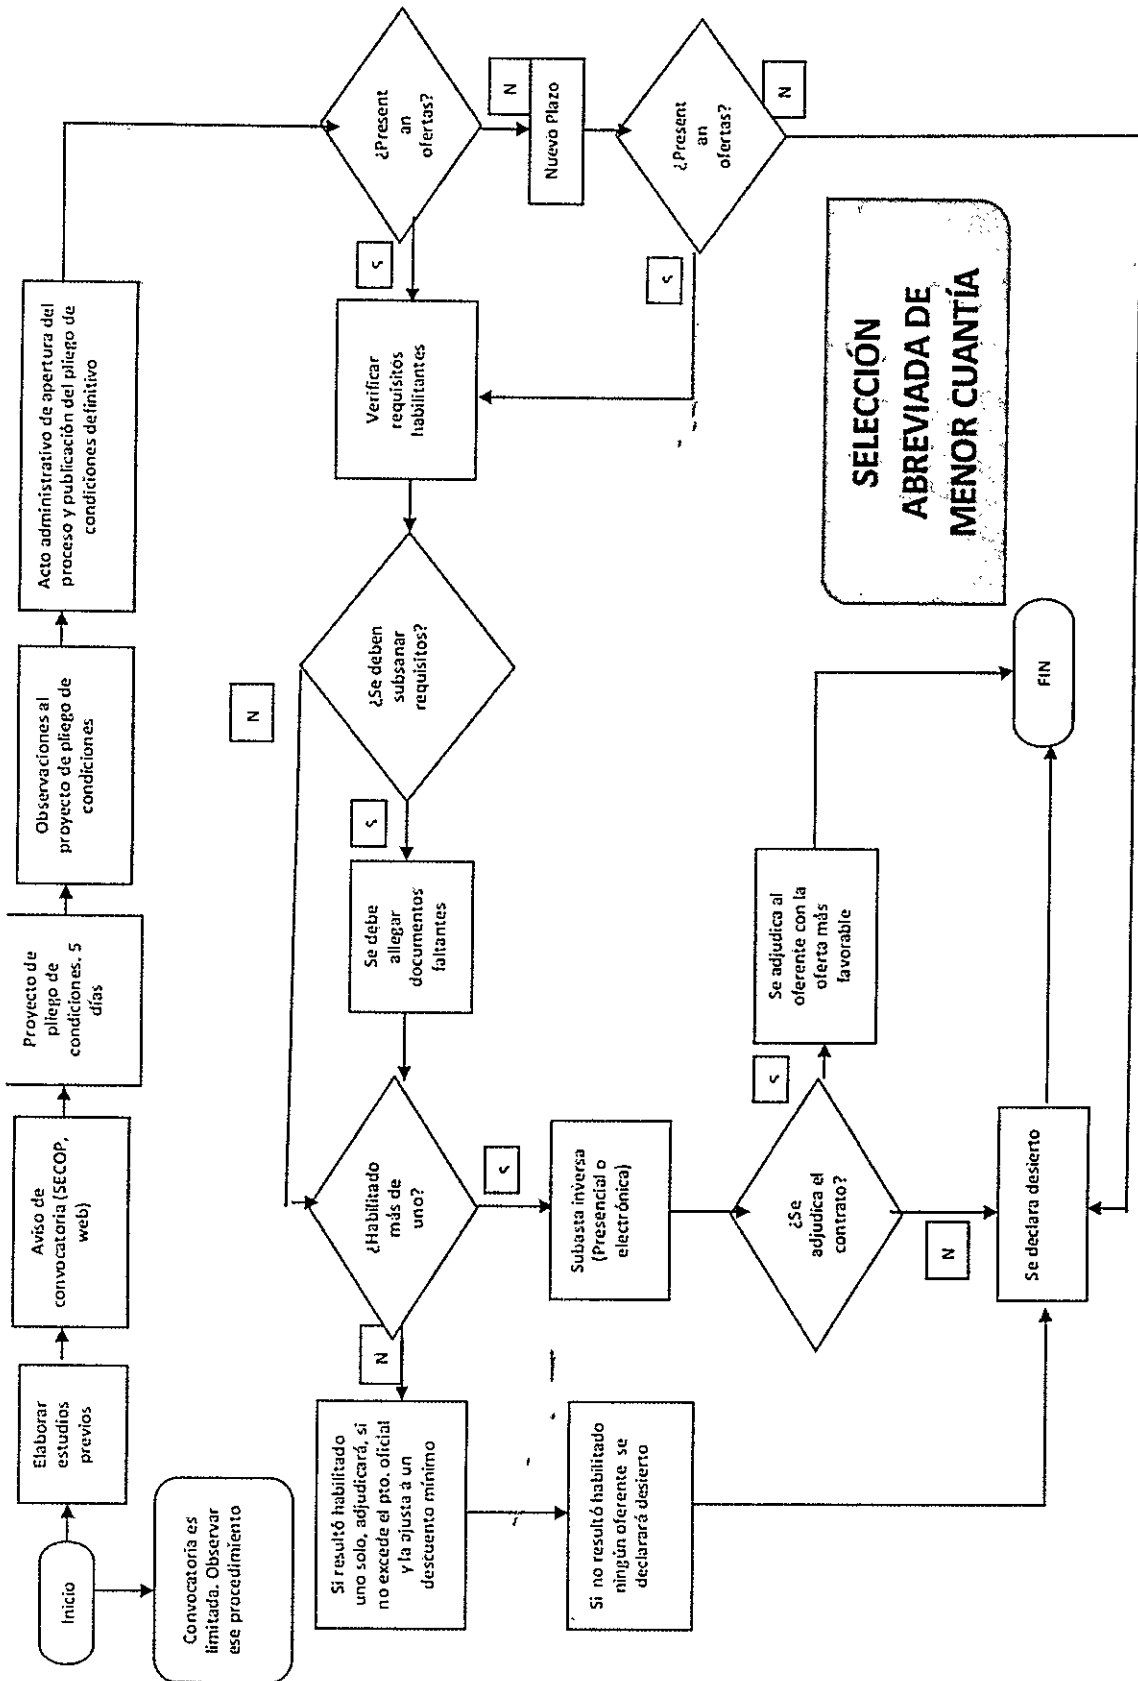 Inicio
Convocatoria es
limitada. Observar
ese procedimiento
Elaborar
estudios
previos
Aviso de
convocatoria (SECOP,
web)
Proyecto de
pliego de
condiciones. 5
días
Observaciones al
proyecto de pliego de
condiciones
Acto administrativo de apertura del
proceso y publicación del pliego de
condiciones definitivo
¿Present
an
ofertas?
N
Nuevo Plazo
¿Present
an
ofertas?
N
S
S
Verificar
requisitos
habilitantes
¿Se deben
subsanar
requisitos?
N
S
Se debe
allegar
documentos
faltantes
¿Habilitado
más de
uno?
N
S
Si resultó habilitado
uno solo, adjudicará, si
no excede el pto. oficial
y la ajusta a un
descuento mínimo
Si no resultó habilitado
ningún oferente se
declarará desierto
Subasta inversa
(Presencial o
electrónica)
¿Se
adjudica el
contrato?
S
N
Se adjudica al
oferente con la
oferta más
favorable
Se declara desierto
FIN
SELECCIÓN
ABREVIADA DE
MENOR CUANTÍA